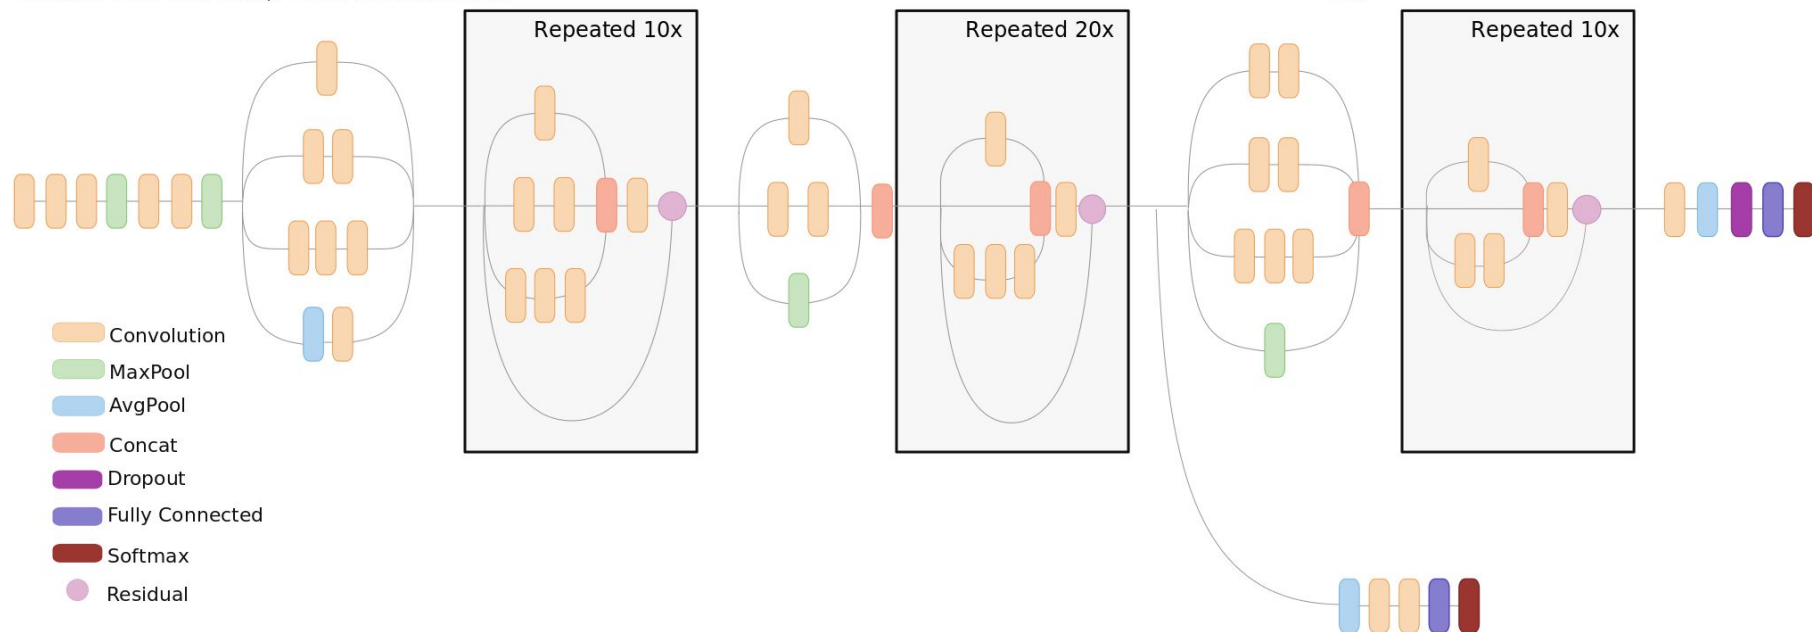 Repeated 10x
Repeated 20x
Repeated 10x
Convolution
MaxPool
AvgPool
Concat
Dropout
Fully Connected
Softmax
Residual